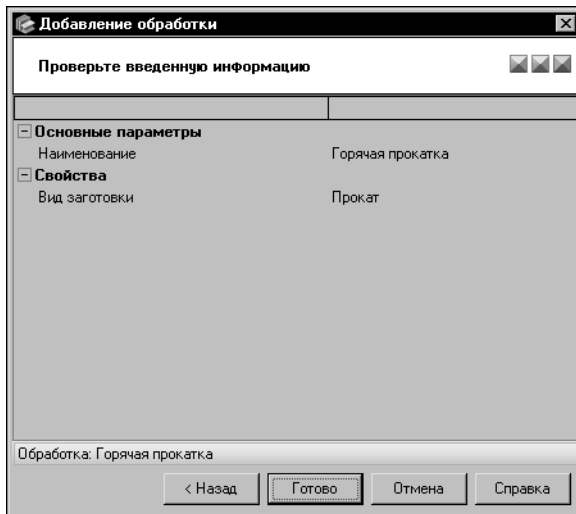 Добавление обработки
Проверьте введенную информацию
Основные параметры
Наименование Горячая прокатка
Свойства
Вид заготовки Прокат
Обработка: Горячая прокатка
< Назад Готово Отмена Справка